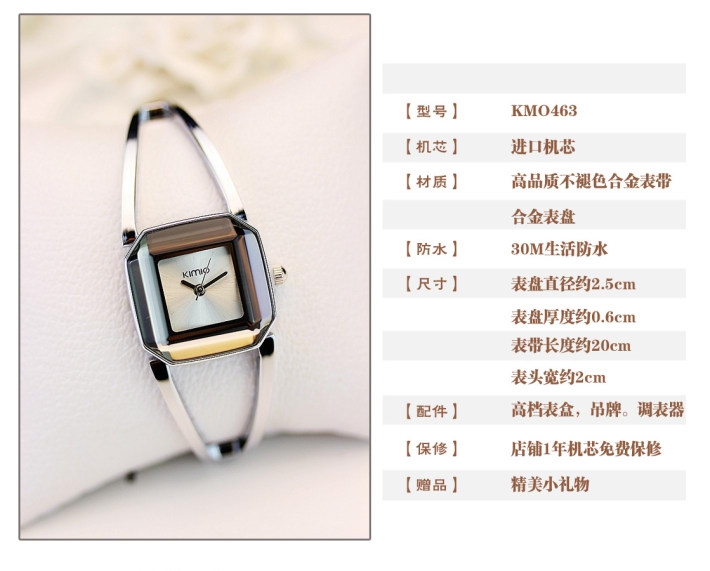 KIMIO
【型号】 KMO463
【机芯】 进口机芯
【材质】 高品质不褪色合金表带
合金表盘
【防水】 30M生活防水
【尺寸】 表盘直径约2.5cm
表盘厚度约0.6cm
表带长度约20cm
表头宽约2cm
【配件】 高档表盒，吊牌。调表器
【保修】 店铺1年机芯免费保修
【赠品】 精美小礼物